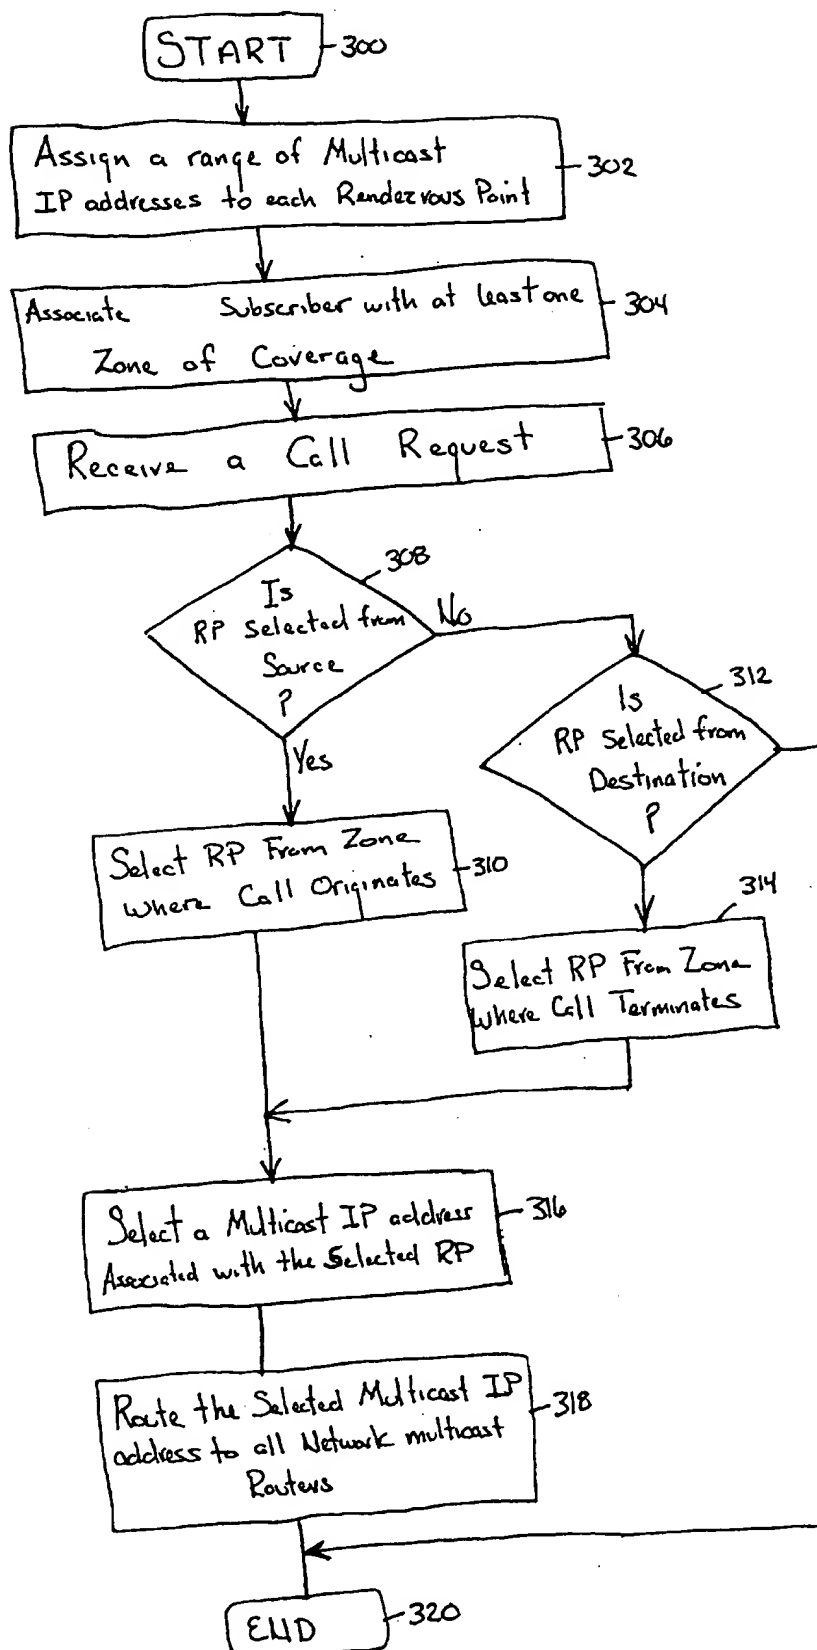 START 300
Assign a range of Multicast
IP addresses to each Rendezvous Point
302
Associate Subscriber with at least one
Zone of Coverage
304
Receive a Call Request
306
Is
RP Selected from
Source
?
308
No
Yes
Is
RP Selected from
Destination
?
312
Select RP From Zone
where Call Originates
310
Select RP From Zone
where Call Terminates
314
Select a Multicast IP address
Associated with the Selected RP
316
Route the Selected Multicast IP
address to all Network multicast
Routers
318
END 320